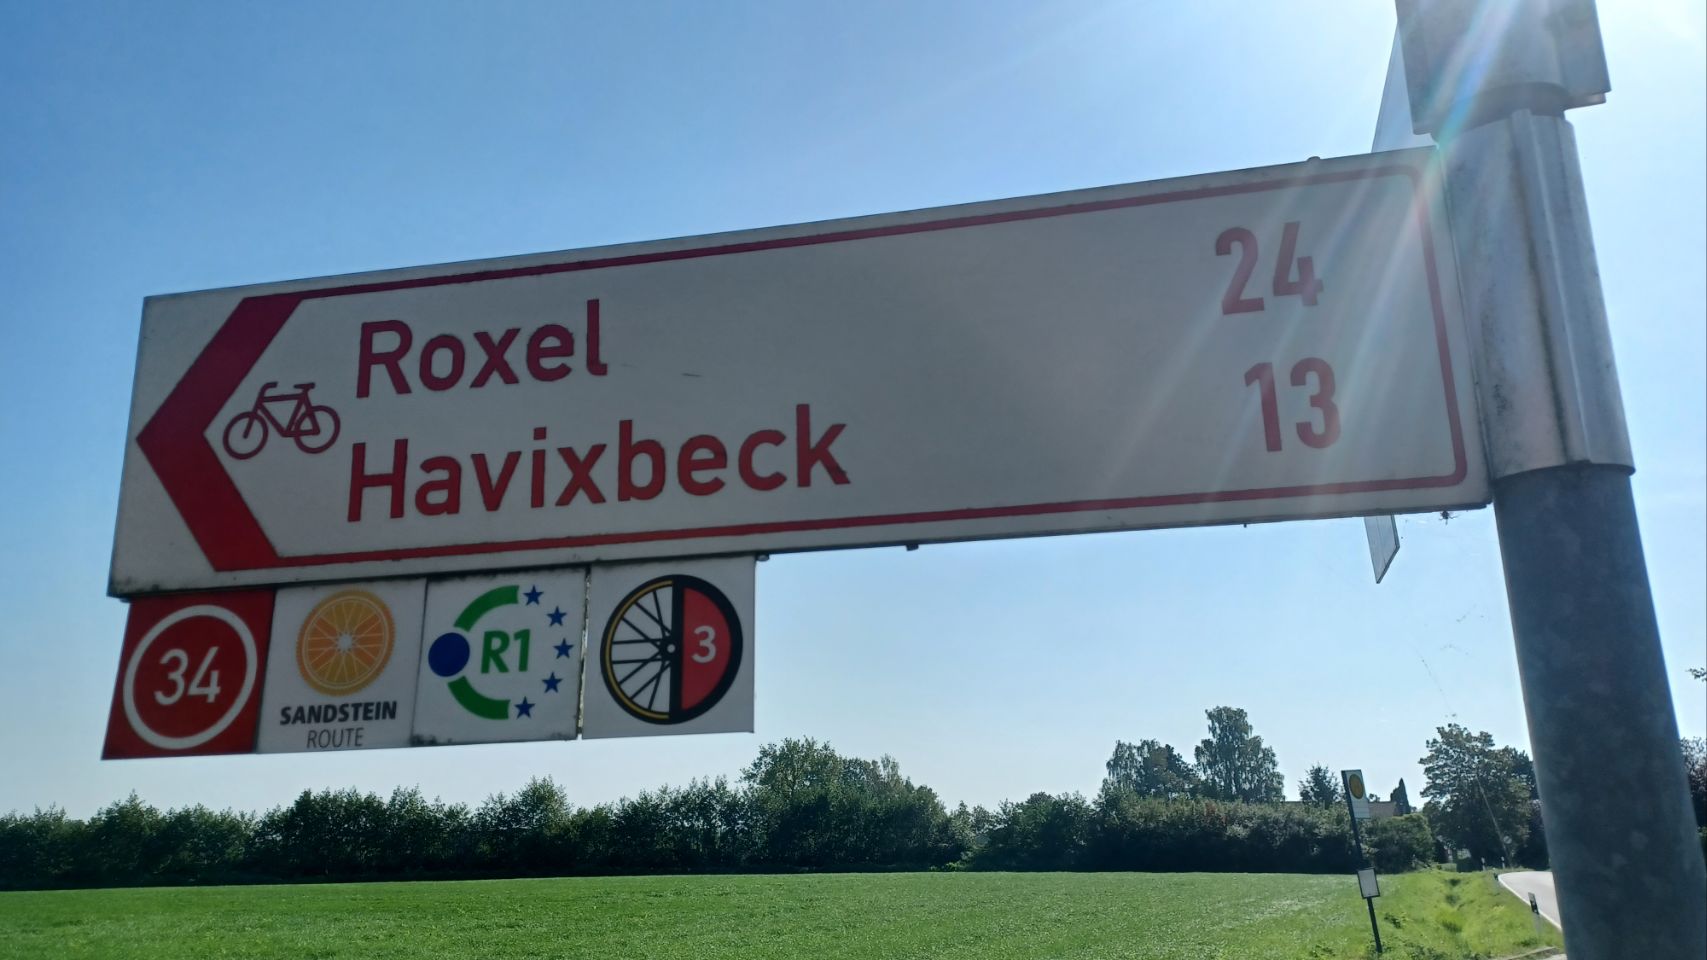 Roxel 24
Havixbeck 13
34
SANDSTEIN
ROUTE
R1
3